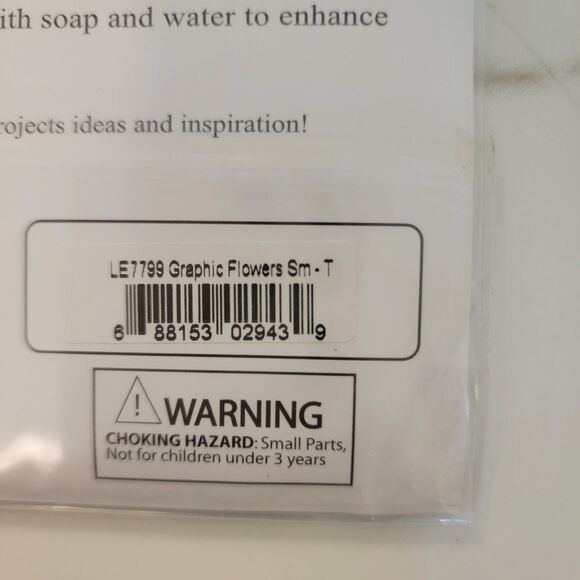 ith soap and water to enhance
rojects ideas and inspiration!
LE7799 Graphic Flowers Sm - T
6 88153 02943 9
WARNING
CHOKING HAZARD: Small Parts,
Not for children under 3 years